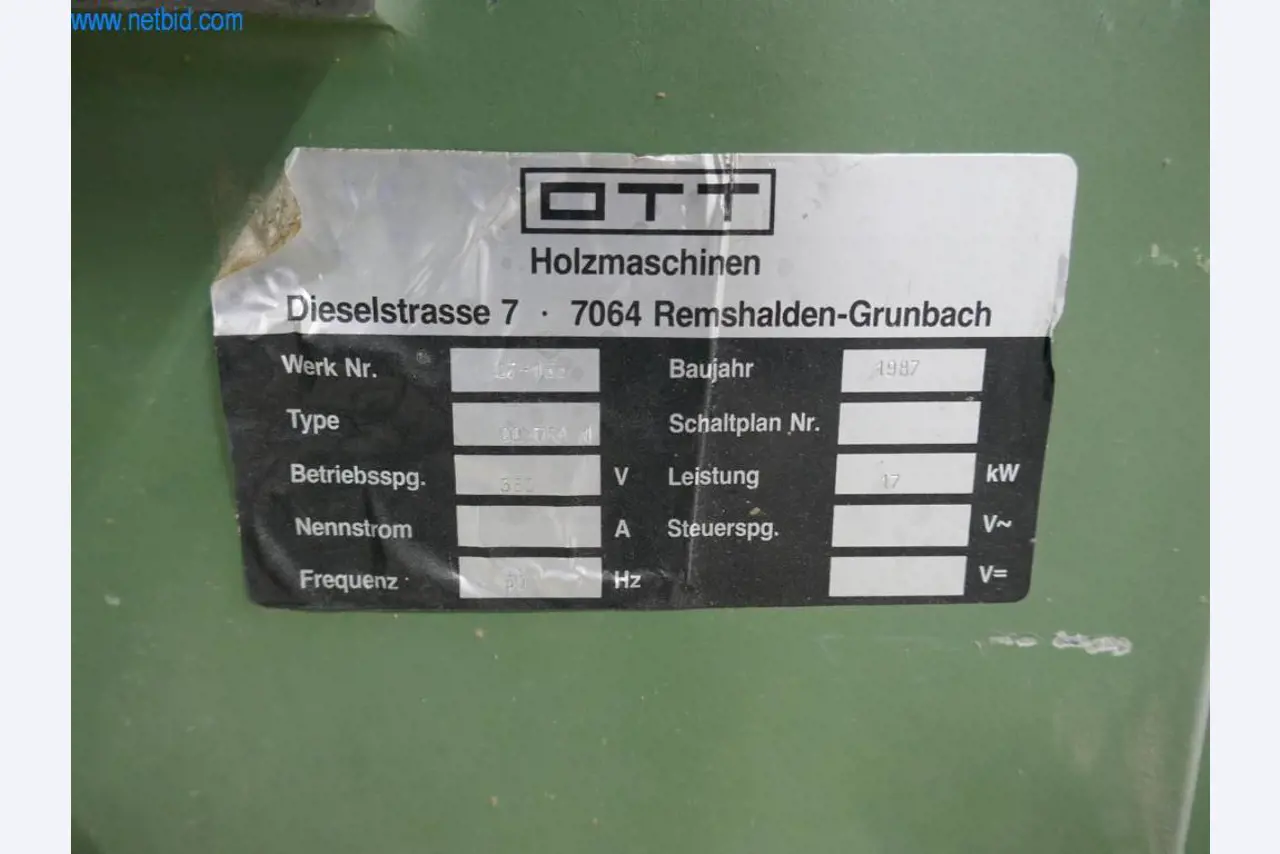 www.netbid.com
OTT
Holzmaschinen
Dieselstrasse 7 · 7064 Remshalden-Grunbach
Werk Nr. Baujahr 1987
Type Schaltplan Nr.
Betriebsspg. V Leistung 17 kW
Nennstrom A Steuerspg. V~
Frequenz Hz V=